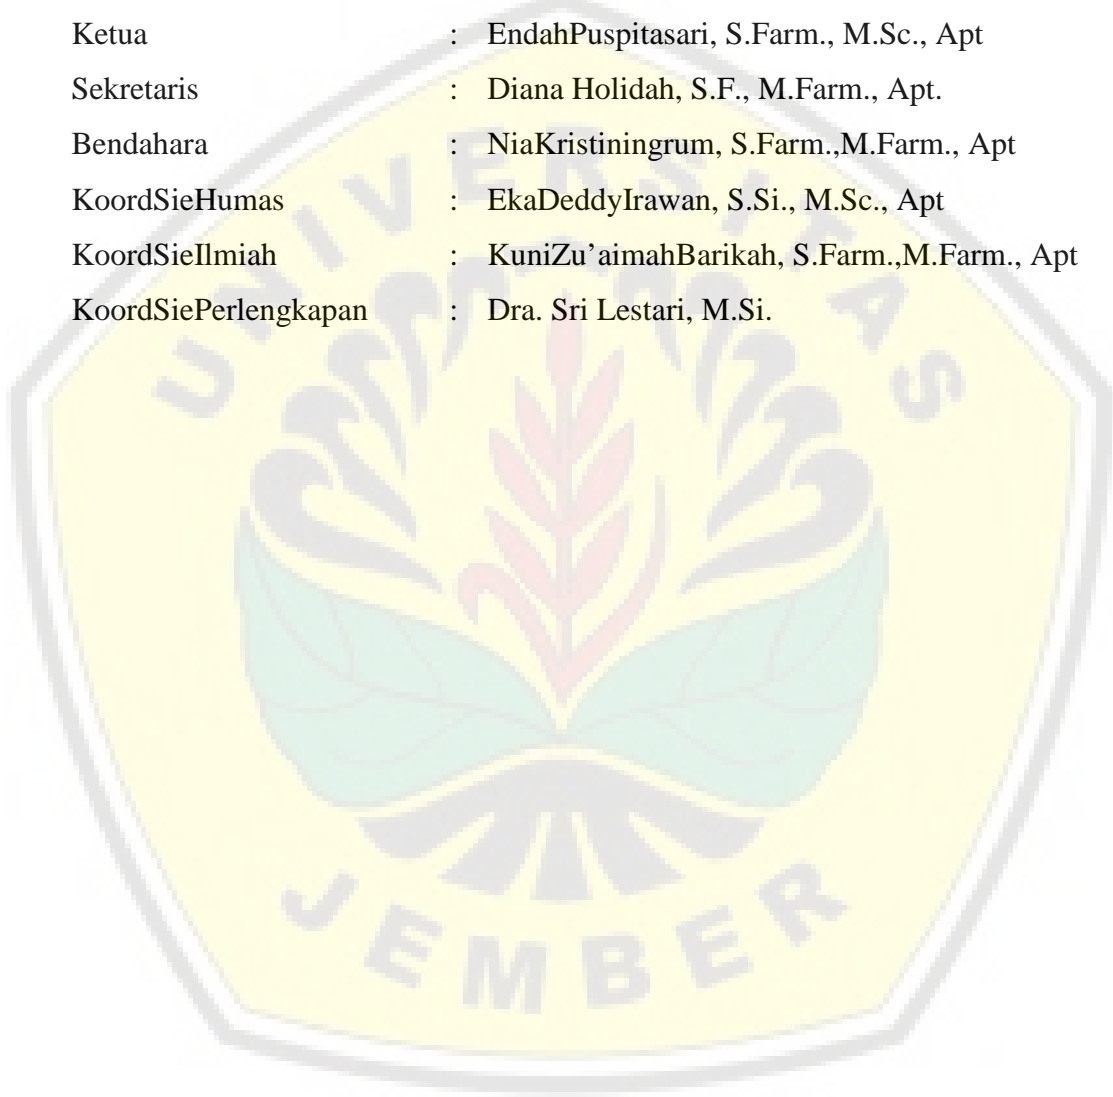 Ketua : EndahPuspitasari, S.Farm., M.Sc., Apt
Sekretaris : Diana Holidah, S.F., M.Farm., Apt.
Bendahara : NiaKristiningrum, S.Farm.,M.Farm., Apt
KoordSieHumas : EkaDeddyIrawan, S.Si., M.Sc., Apt
KoordSieIlmiah : KuniZu’aimahBarikah, S.Farm.,M.Farm., Apt
KoordSiePerlengkapan : Dra. Sri Lestari, M.Si.
UNIVERSITAS
JEMBER